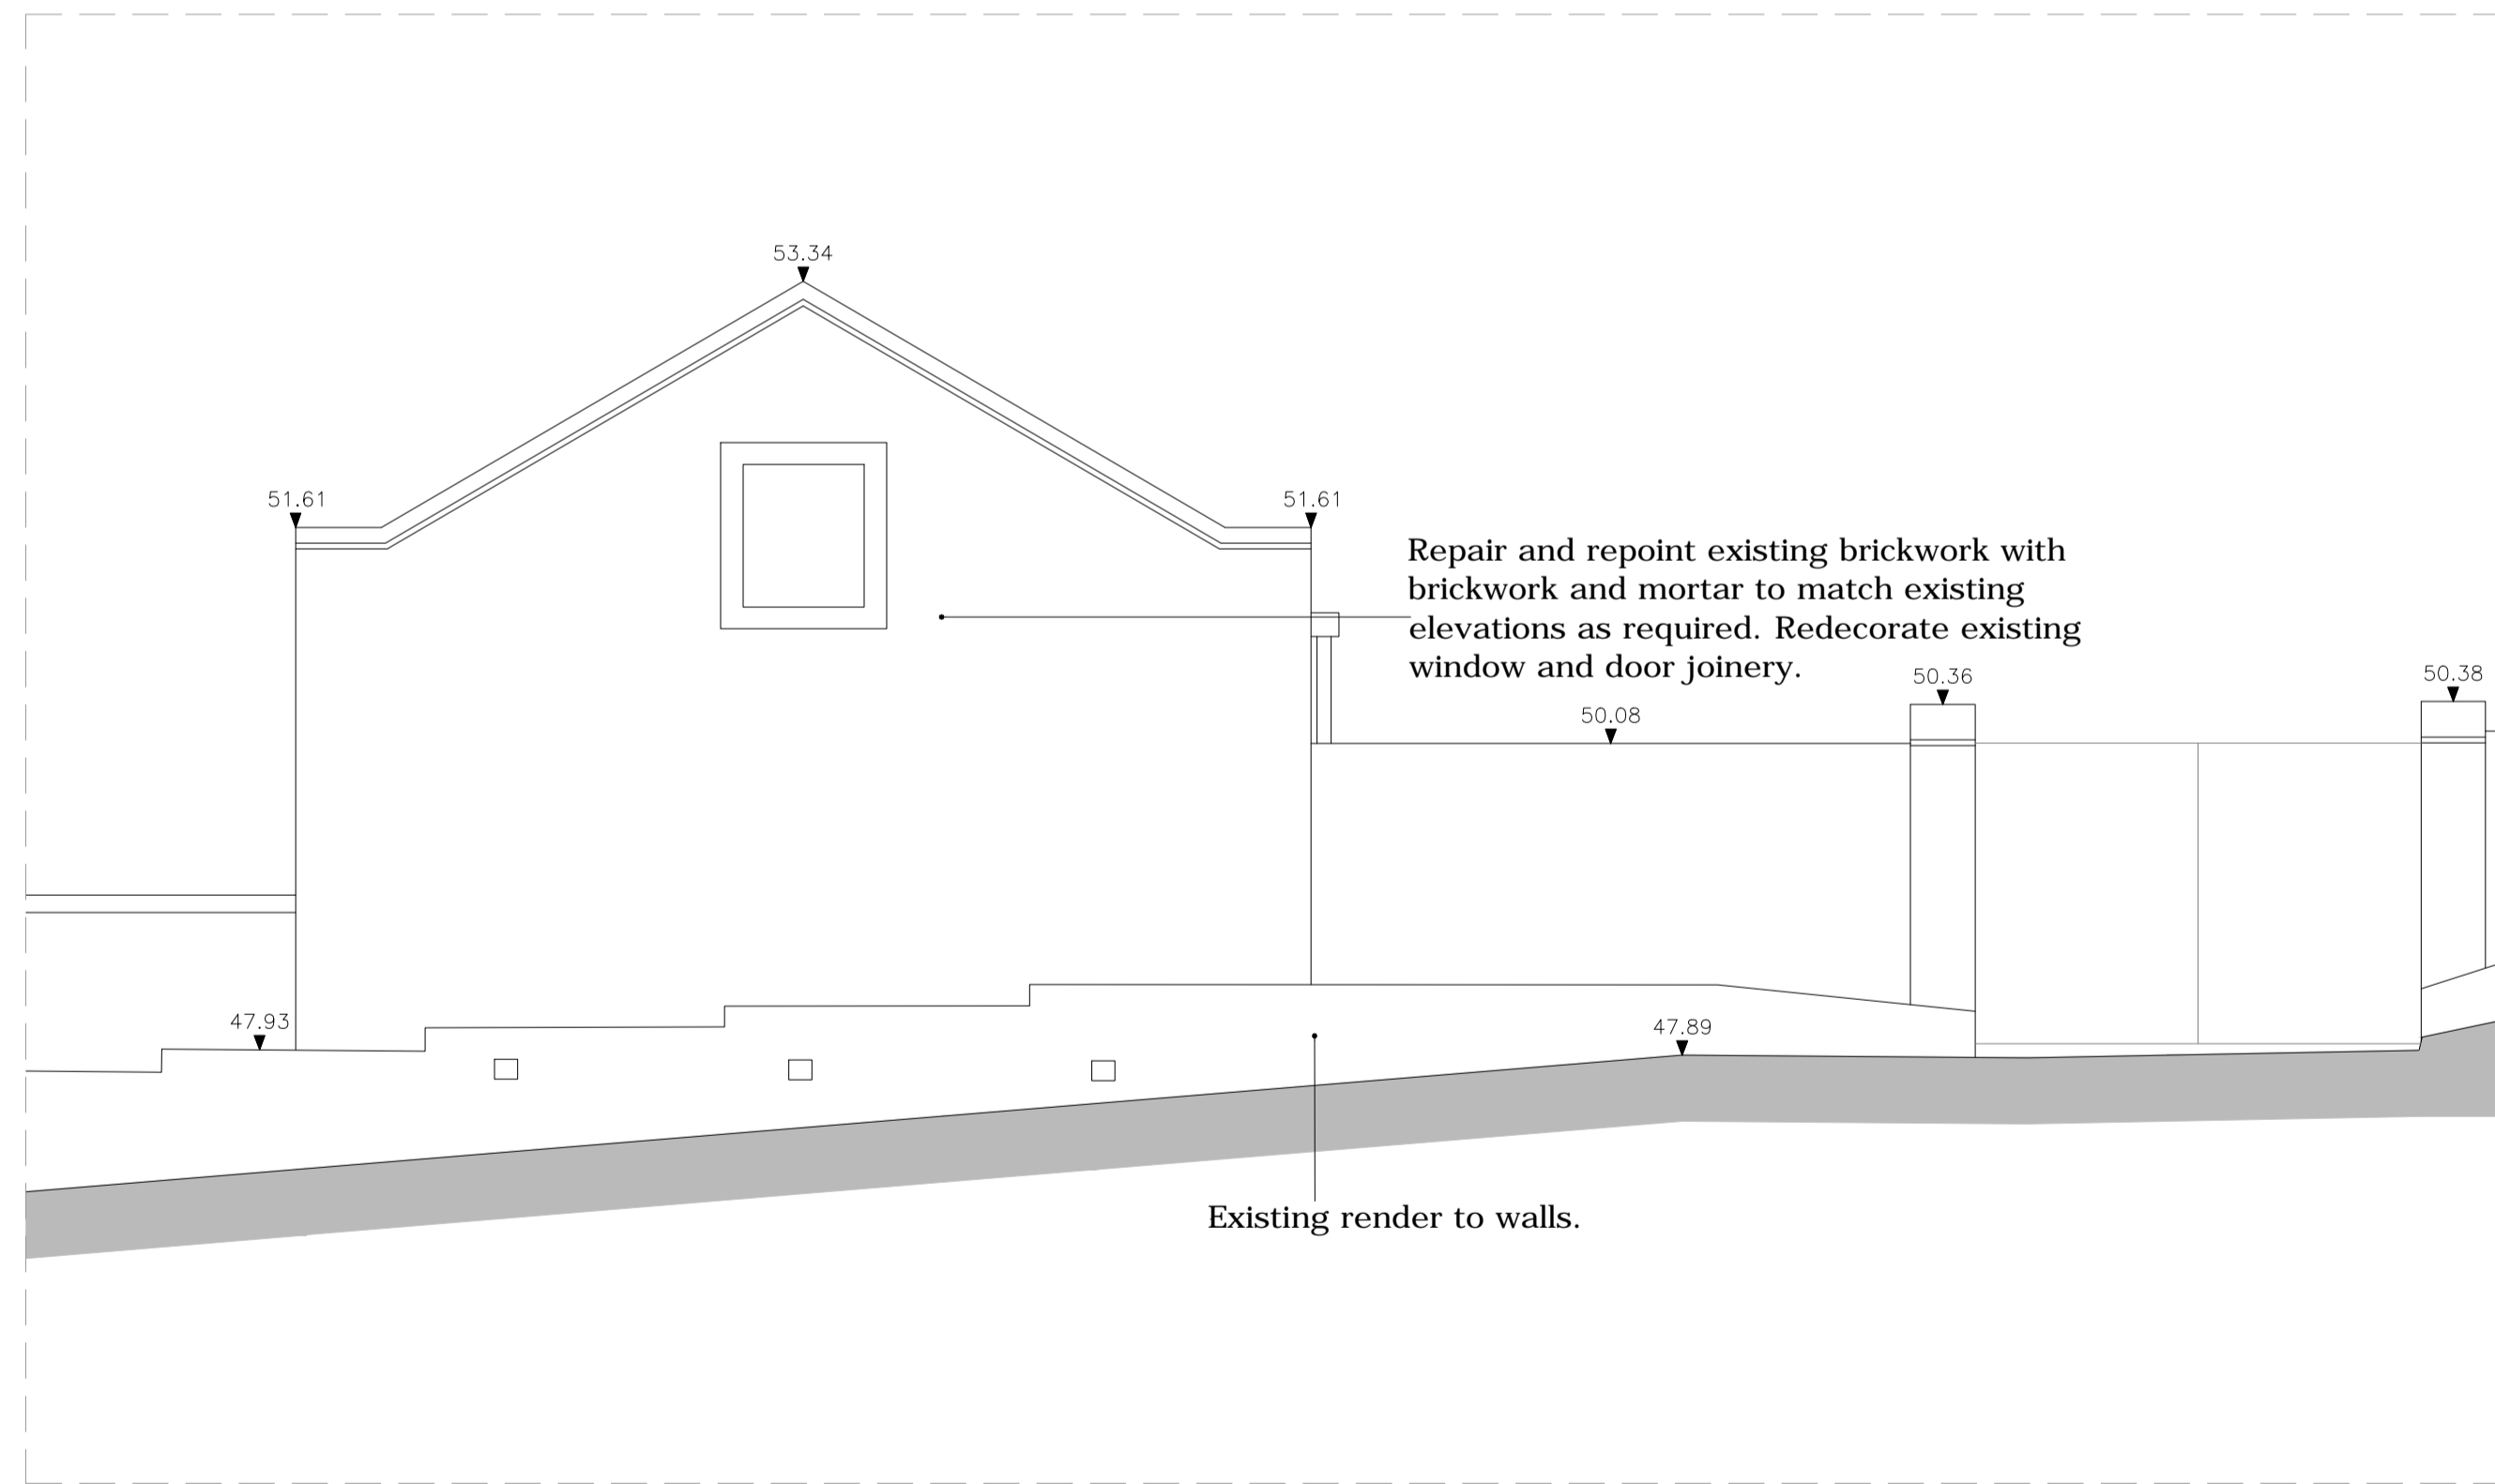 53.34
51.61
51.61
Repair and repoint existing brickwork with
brickwork and mortar to match existing
elevations as required. Redecorate existing
window and door joinery.
50.36
50.38
50.08
47.93
47.89
Existing render to walls.